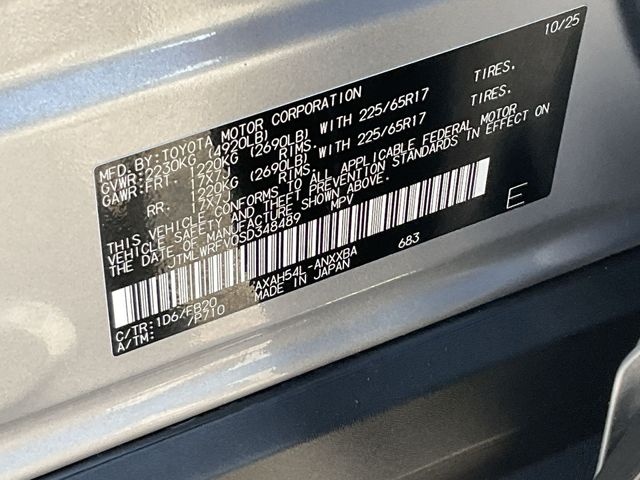 MFD. BY: TOYOTA MOTOR CORPORATION 10/25
GVWR: 2230KG (4920LB)
GAWR: FRT. 1220KG (2690LB) WITH 225/65R17 TIRES.
17X7J RIMS.
RR. 1220KG (2690LB) WITH 225/65R17 TIRES.
17X7J RIMS.
THIS VEHICLE CONFORMS TO ALL APPLICABLE FEDERAL MOTOR
VEHICLE SAFETY AND THEFT PREVENTION STANDARDS IN EFFECT ON
THE DATE OF MANUFACTURE SHOWN ABOVE.
JTMLWRFV0SD348489 MPV
E
AXAH54L-ANXXBA 683
C/TR: 1D6/FB20 MADE IN JAPAN
A/TM: /P710